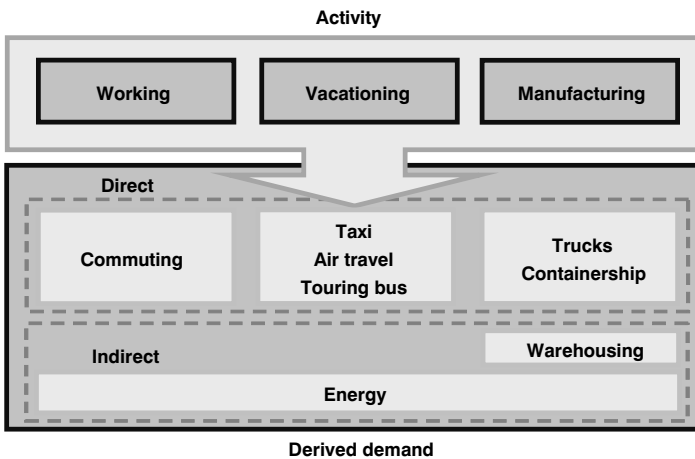 Activity
Working
Vacationing
Manufacturing
Direct
Commuting
Taxi
Air travel
Touring bus
Trucks
Containership
Indirect
Warehousing
Energy
Derived demand